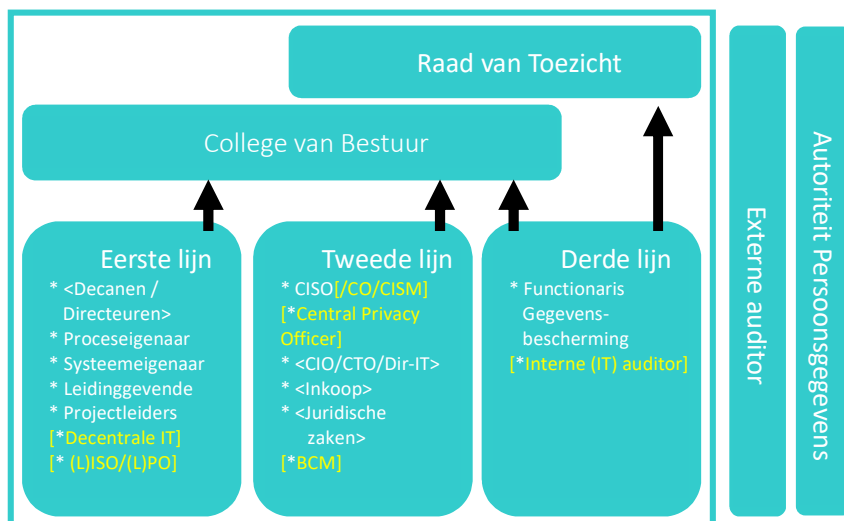 Raad van Toezicht
College van Bestuur
Eerste lijn
* <Decanen /
Directeuren>
* Proceseigenaar
* Systeemeigenaar
* Leidinggevende
* Projectleiders
[*Decentrale IT]
[* (L)ISO/(L)PO]
Tweede lijn
* CISO[/CO/CISM]
[*Central Privacy
Officer]
* <CIO/CTO/Dir-IT>
* <Inkoop>
* <Juridische
zaken>
[*BCM]
Derde lijn
* Functionaris
Gegevens-
bescherming
[*Interne (IT) auditor]
Externe auditor
Autoriteit Persoonsgegevens